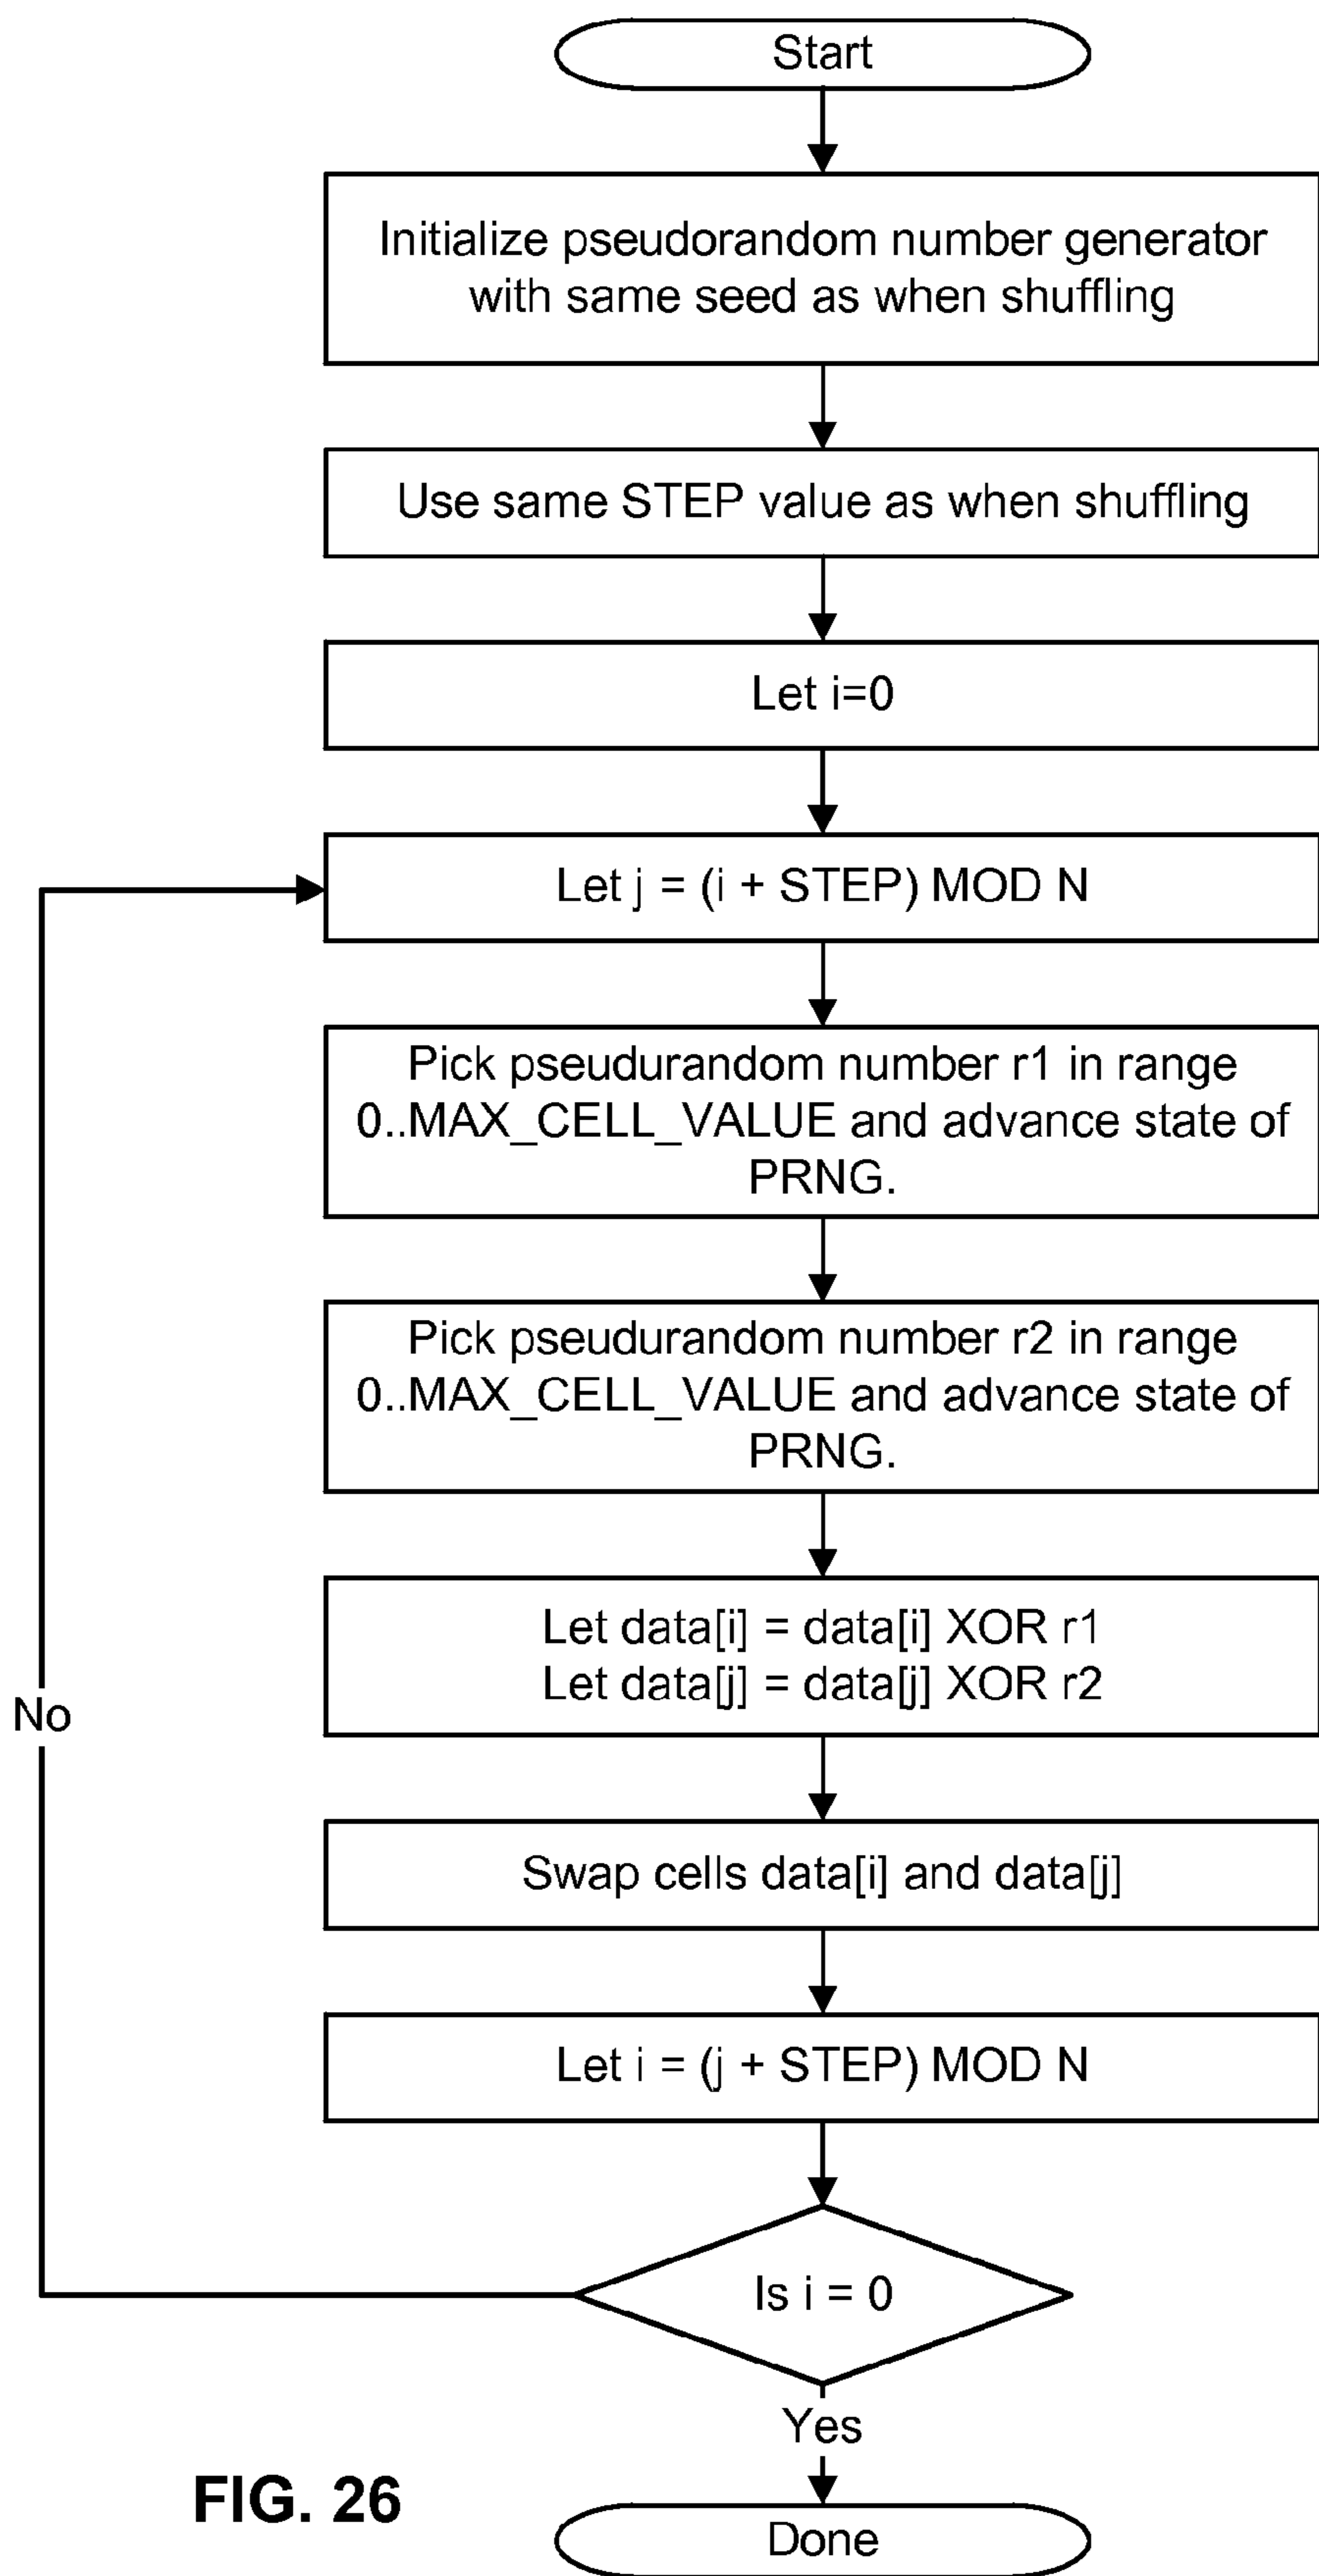 Start
Initialize pseudorandom number generator
with same seed as when shuffling
Use same STEP value as when shuffling
Let i=0
Let j = (i + STEP) MOD N
Pick pseudurandom number r1 in range
0..MAX_CELL_VALUE and advance state of
PRNG.
Pick pseudurandom number r2 in range
0..MAX_CELL_VALUE and advance state of
PRNG.
Let data[i] = data[i] XOR r1
Let data[j] = data[j] XOR r2
No
Swap cells data[i] and data[j]
Let i = (j + STEP) MOD N
Is i = 0
Yes
FIG. 26
Done